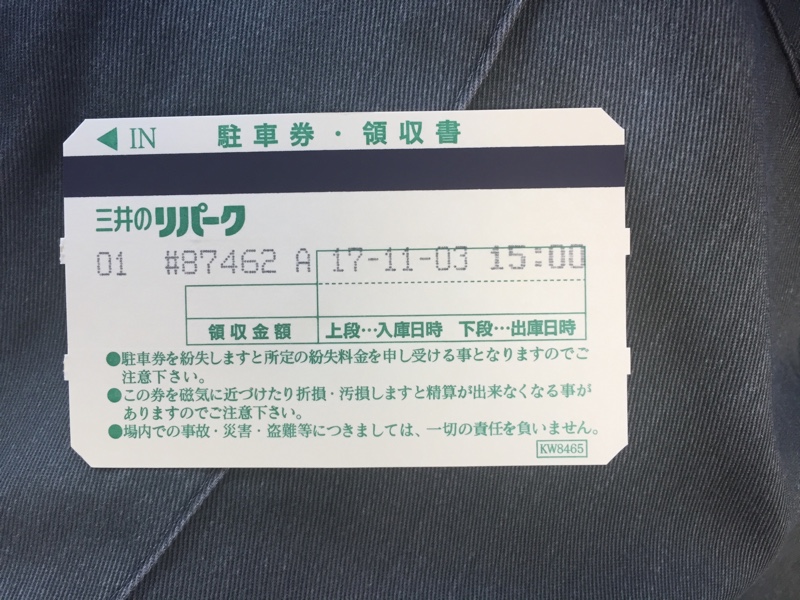 ◀ IN 駐車券・領収書
三井のリパーク
01 #87462 A 17-11-03 15:00
領収金額 上段…入庫日時 下段…出庫日時
●駐車券を紛失しますと所定の紛失料金を申し受ける事となりますのでご
注意下さい。
●この券を磁気に近づけたり折損・汚損しますと精算が出来なくなる事が
ありますのでご注意下さい。
●場内での事故・災害・盗難等につきましては、一切の責任を負いません。
KW8465